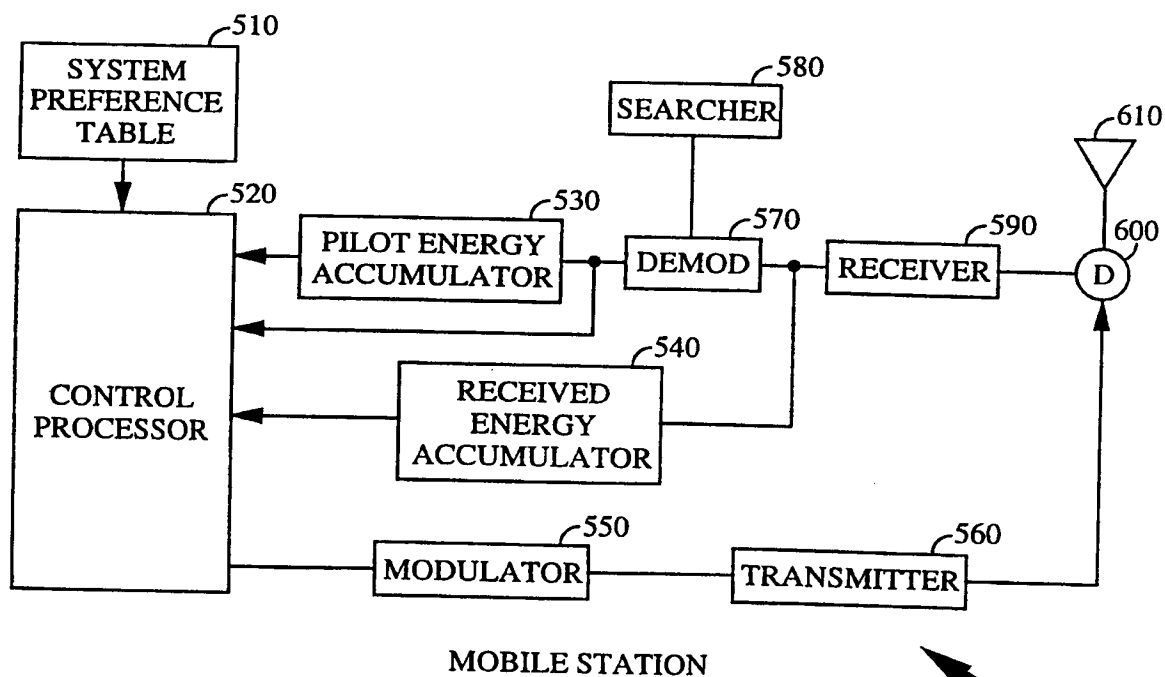 510
SYSTEM
PREFERENCE
TABLE
580
SEARCHER
610
520
530
PILOT ENERGY
ACCUMULATOR
570
DEMOD
590
RECEIVER
600
D
540
RECEIVED
ENERGY
ACCUMULATOR
CONTROL
PROCESSOR
550
MODULATOR
560
TRANSMITTER
MOBILE STATION